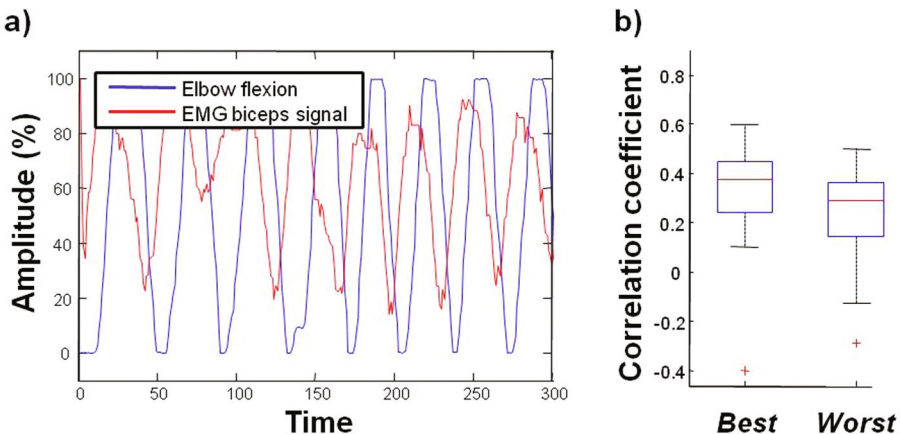 a)
Amplitude (%)
100
80
60
40
20
0
Elbow flexion
EMG biceps signal
0
50
100
150
200
250
300
Time
b)
Correlation coefficient
0.8
0.6
0.4
0.2
0
-0.2
-0.4
Best
Worst